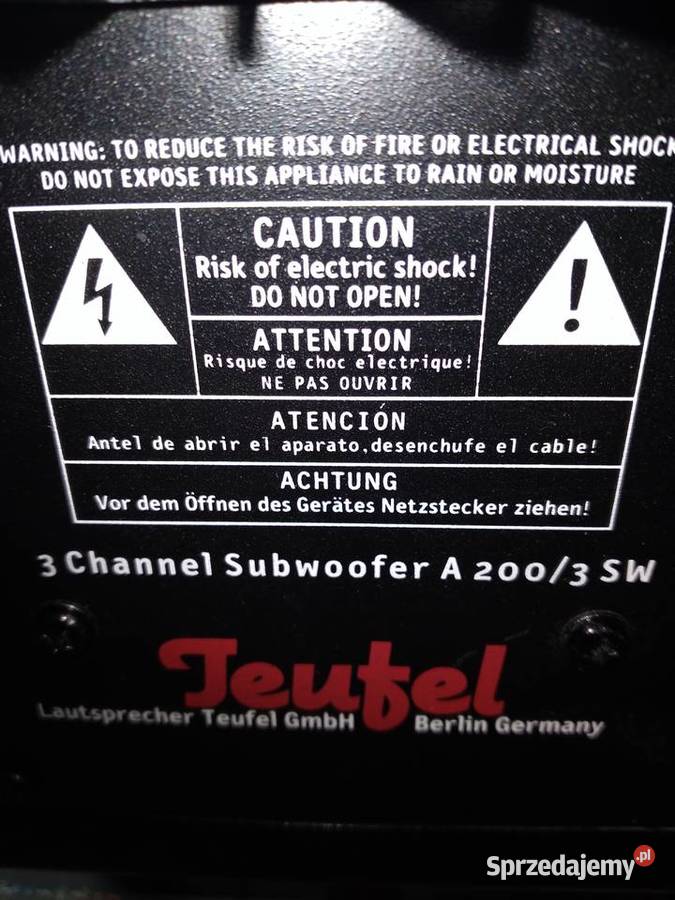 WARNING: TO REDUCE THE RISK OF FIRE OR ELECTRICAL SHOCK
DO NOT EXPOSE THIS APPLIANCE TO RAIN OR MOISTURE
CAUTION
Risk of electric shock!
DO NOT OPEN!
!
ATTENTION
Risque de choc electrique!
NE PAS OUVRIR
ATENCIÓN
Antel de abrir el aparato,desenchufe el cable!
ACHTUNG
Vor dem Öffnen des Gerätes Netzstecker ziehen!
3 Channel Subwoofer A 200/3 SW
Teufel
Lautsprecher Teufel GmbH Berlin Germany
Sprzedajemy.pl